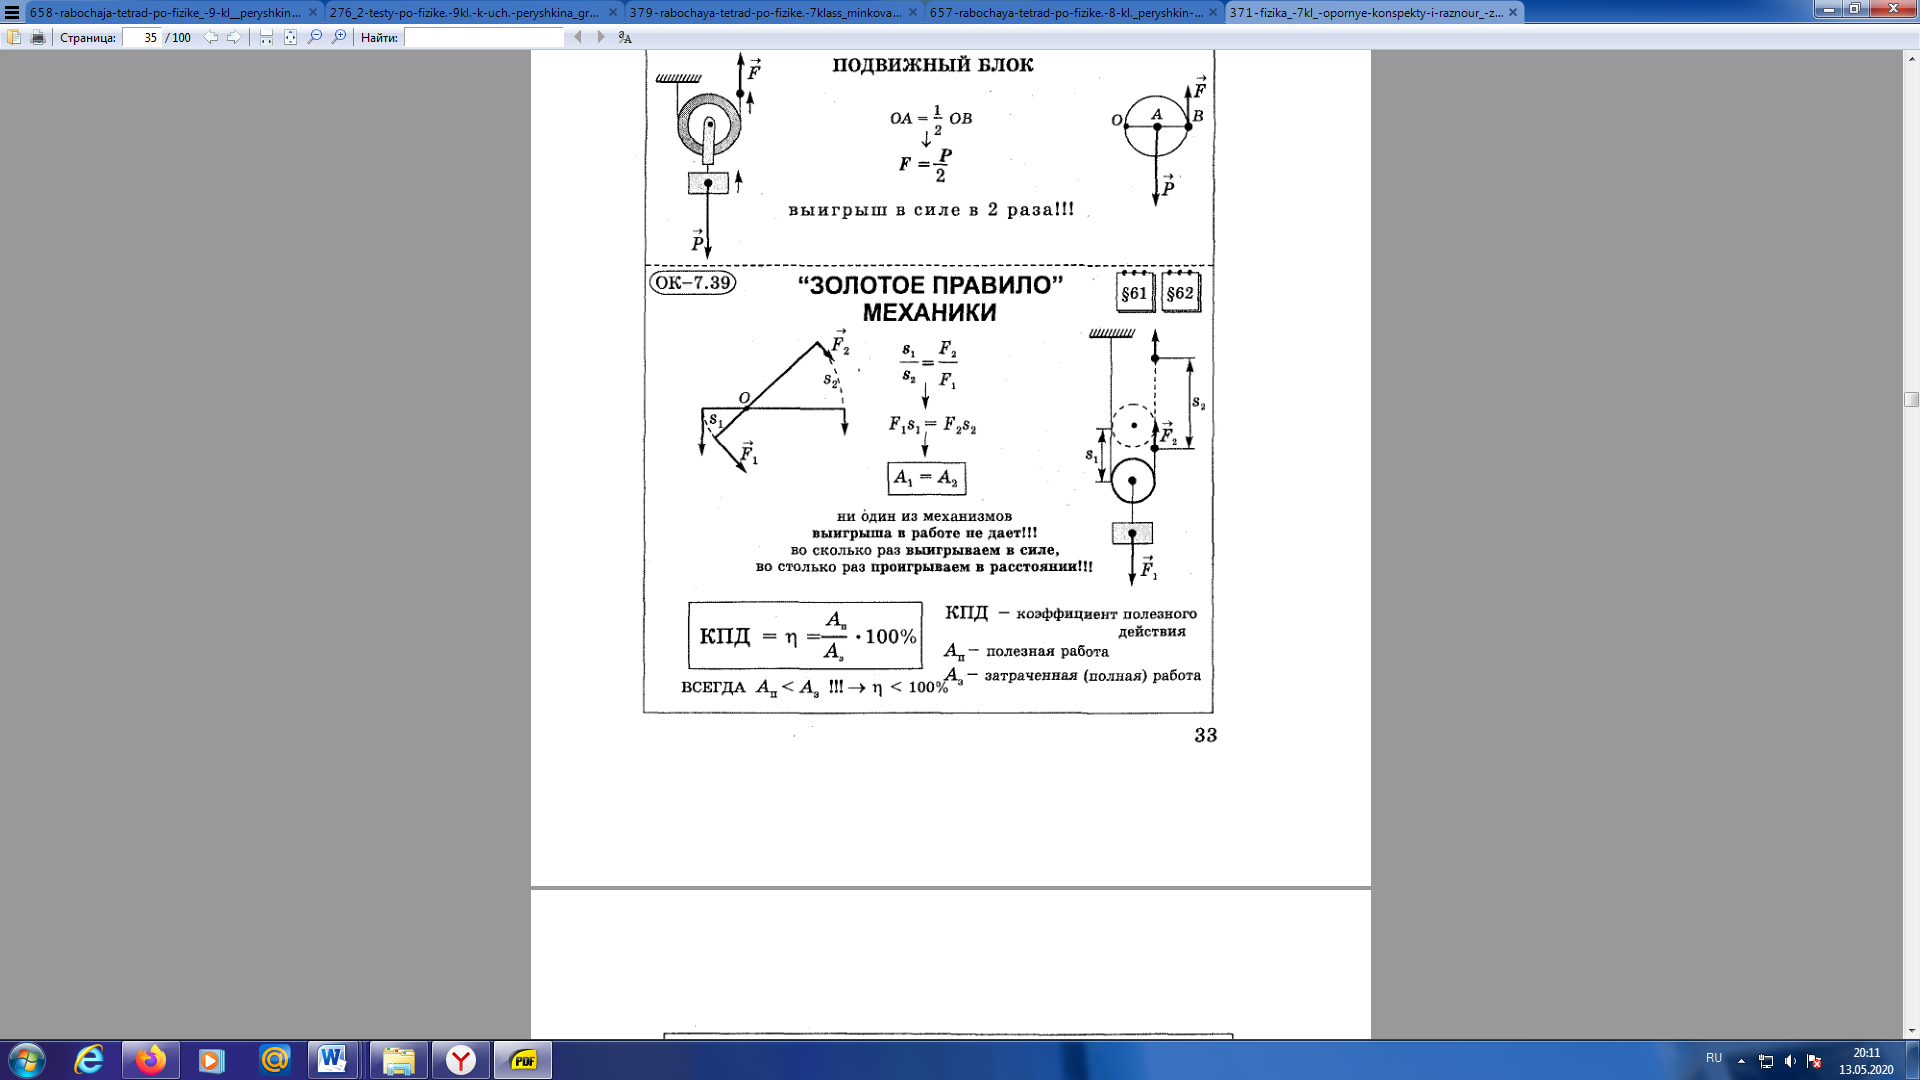 658-rabochaja-tetrad-po-fizike_-9-kl__peryshkin...
276_2-testy-po-fizike.-9kl.-k-uch.-peryshkina_gr...
379-rabochaya-tetrad-po-fizike.-7klass_minkova...
657-rabochaya-tetrad-po-fizike.-8-kl._peryshkin-...
371-fizika_-7kl_-opornye-konspekty-i-raznour_-z...
Страница: 35 / 100 Найти:
ПОДВИЖНЫЙ БЛОК
F
OA = 1/2 OB
F = P/2
P
O A B F
P
выигрыш в силе в 2 раза!!!
ОК–7.39
“ЗОЛОТОЕ ПРАВИЛО”
МЕХАНИКИ
§61 §62
F₂
s₂
O
s₁
F₁
s₁/s₂ = F₂/F₁
F₁s₁ = F₂s₂
A₁ = A₂
s₂
F₂
s₁
F₁
ни один из механизмов
выигрыша в работе не дает!!!
во сколько раз выигрываем в силе,
во столько раз проигрываем в расстоянии!!!
КПД = η = Aп/Aз · 100%
КПД – коэффициент полезного
действия
Aп – полезная работа
Aз – затраченная (полная) работа
ВСЕГДА Aп < Aз !!! → η < 100%
33
PDF
RU
20:11
13.05.2020